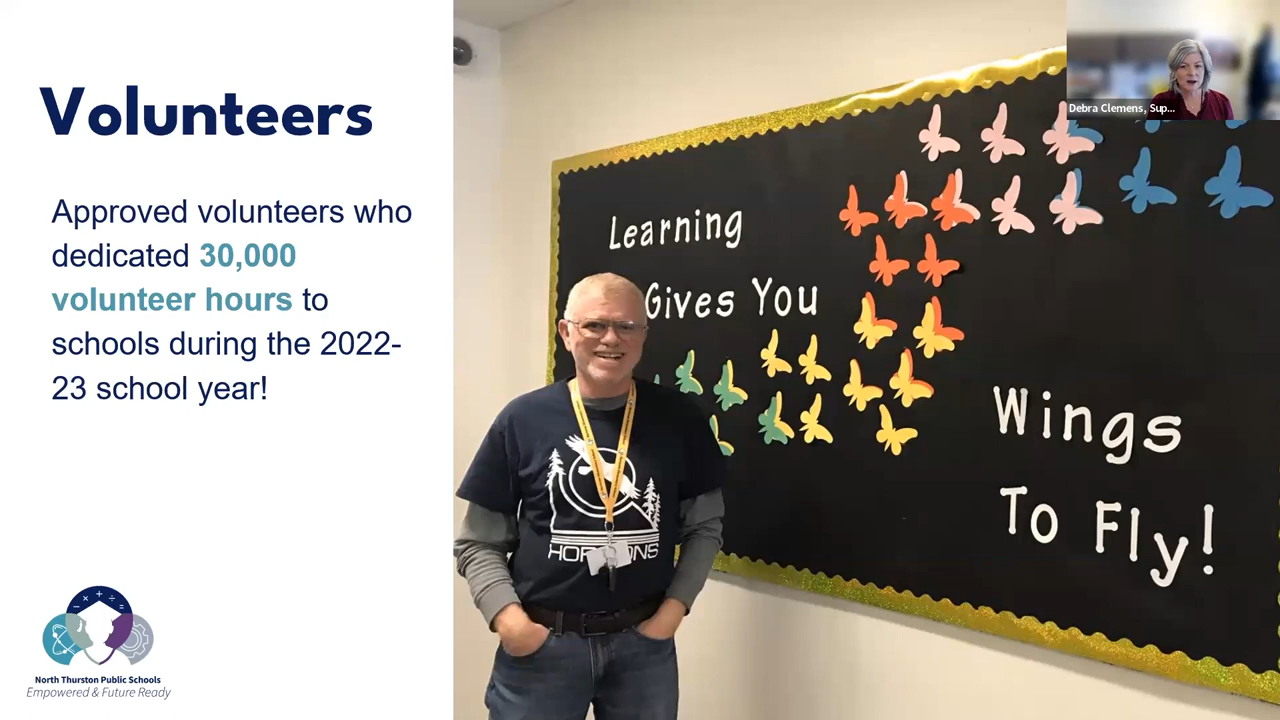 Volunteers
Approved volunteers who
dedicated 30,000
volunteer hours to
schools during the 2022-
23 school year!
North Thurston Public Schools
Empowered & Future Ready
Learning
Gives You
Wings
To Fly!
Debra Clemens, Sup...